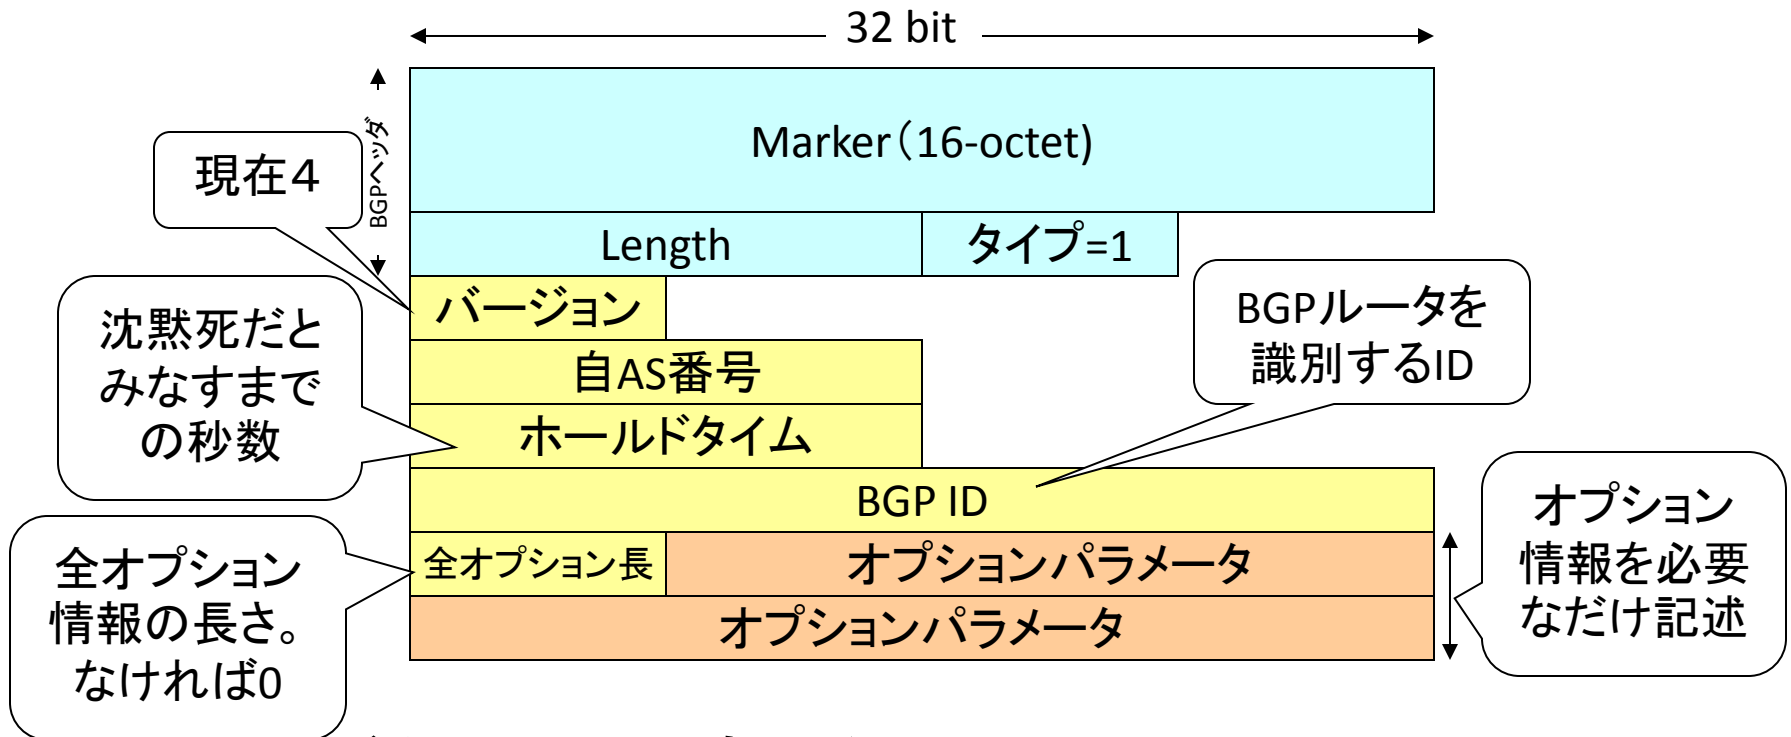 32 bit
BGPヘッダ
Marker（16-octet)
現在４
Length
タイプ=1
バージョン
自AS番号
ホールドタイム
沈黙死だと
みなすまで
の秒数
BGPルータを
識別するID
BGP ID
全オプション長
オプションパラメータ
オプションパラメータ
全オプション
情報の長さ。
なければ0
オプション
情報を必要
なだけ記述